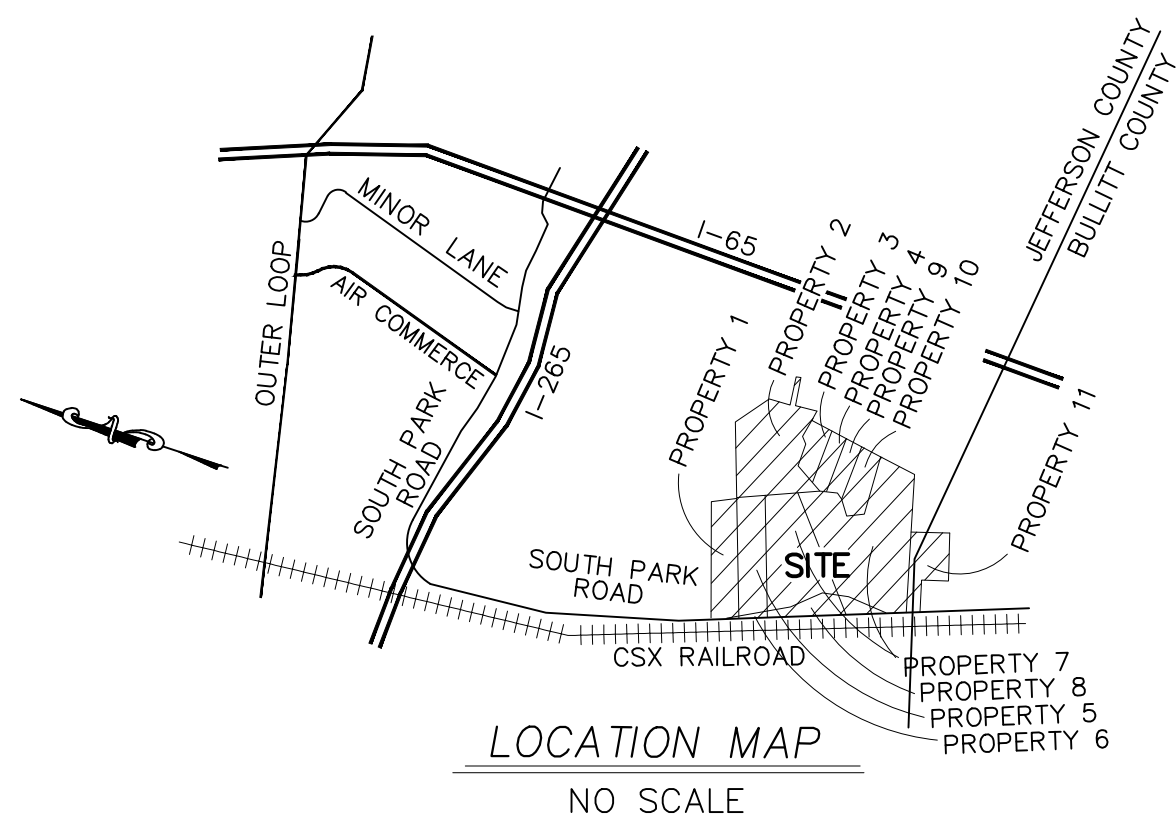 JEFFERSON COUNTY
BULLITT COUNTY
MINOR LANE
I-65
OUTER LOOP
AIR COMMERCE
I-265
SOUTH PARK
ROAD
PROPERTY 1
PROPERTY 2
PROPERTY 3
PROPERTY 4
PROPERTY 9
PROPERTY 10
PROPERTY 11
SOUTH PARK
ROAD
SITE
CSX RAILROAD
PROPERTY 7
PROPERTY 8
PROPERTY 5
PROPERTY 6
LOCATION MAP
NO SCALE